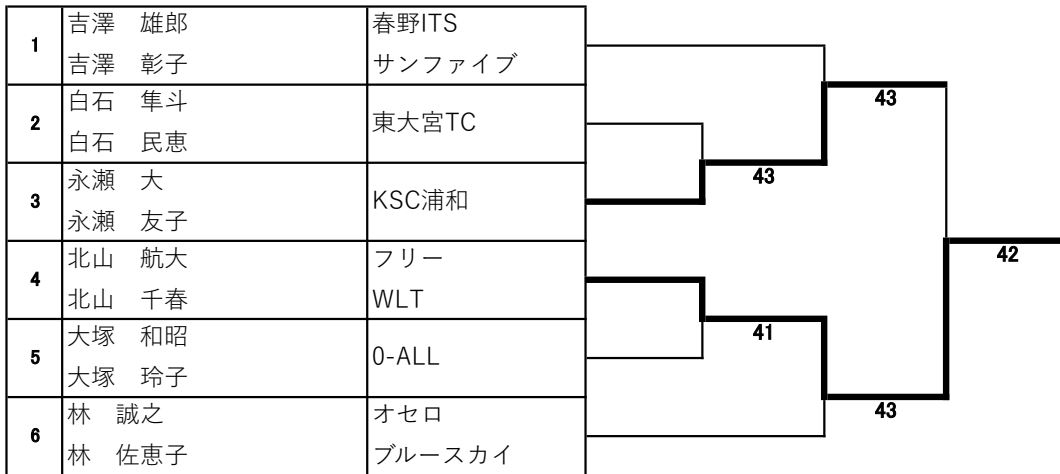 1
吉澤　雄郎
春野ITS
吉澤　彰子
サンファイブ
2
白石　隼斗
東大宮TC
白石　民恵
3
永瀬　大
KSC浦和
永瀬　友子
4
北山　航大
フリー
北山　千春
WLT
5
大塚　和昭
0-ALL
大塚　玲子
6
林　誠之
オセロ
林　佐恵子
ブルースカイ
43
43
42
41
43